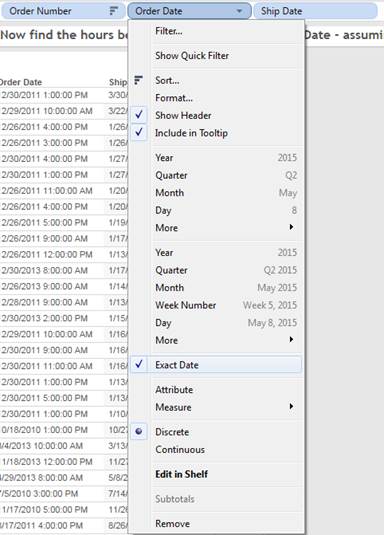 Order Number Order Date Ship Date
Now find the hours be Date - assumi
Filter...
Show Quick Filter
Sort...
Format...
Show Header
Include in Tooltip
Year 2015
Quarter Q2
Month May
Day 8
More
Year 2015
Quarter Q2 2015
Month May 2015
Week Number Week 5, 2015
Day May 8, 2015
More
Exact Date
Attribute
Measure
Discrete
Continuous
Edit in Shelf
Subtotals
Remove
Order Date Ship
2/30/2011 1:00:00 PM 3/30/
2/29/2011 10:00:00 AM 3/22/
2/26/2011 4:00:00 PM 1/26/
2/26/2011 3:00:00 PM 1/26/
2/30/2011 4:00:00 PM 1/27/
2/30/2011 1:00:00 PM 1/27/
2/26/2011 11:00:00 AM 1/20/
2/26/2011 4:00:00 PM 1/20/
2/26/2011 5:00:00 PM 1/19/
2/26/2011 9:00:00 AM 1/17/
2/26/2011 12:00:00 PM 1/13/
2/30/2013 8:00:00 AM 1/17/
2/26/2013 9:00:00 AM 1/14/
2/28/2011 9:00:00 AM 1/13/
2/30/2013 2:00:00 PM 1/15/
2/29/2011 10:00:00 AM 1/16/
2/30/2011 9:00:00 AM 1/16/
2/30/2011 11:00:00 AM 1/16/
2/30/2011 1:00:00 PM 1/13/
2/30/2011 5:00:00 PM 1/13/
2/30/2011 1:00:00 PM 1/10/
0/18/2010 1:00:00 PM 10/27
/4/2013 10:00:00 AM 3/13/
1/18/2013 12:00:00 PM 11/27
/29/2013 8:00:00 AM 5/8/2
/5/2010 3:00:00 PM 7/14/
1/17/2010 5:00:00 PM 11/26
/17/2011 4:00:00 PM 8/26/